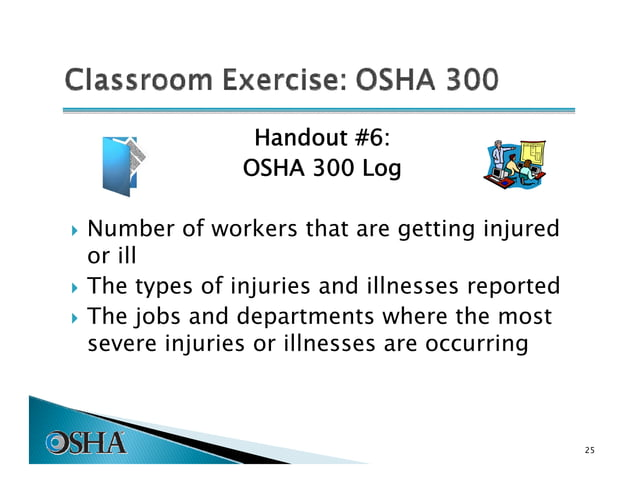 Classroom Exercise: OSHA 300
Handout #6:
OSHA 300 Log
Number of workers that are getting injured
or ill
The types of injuries and illnesses reported
The jobs and departments where the most
severe injuries or illnesses are occurring
OSHA
25